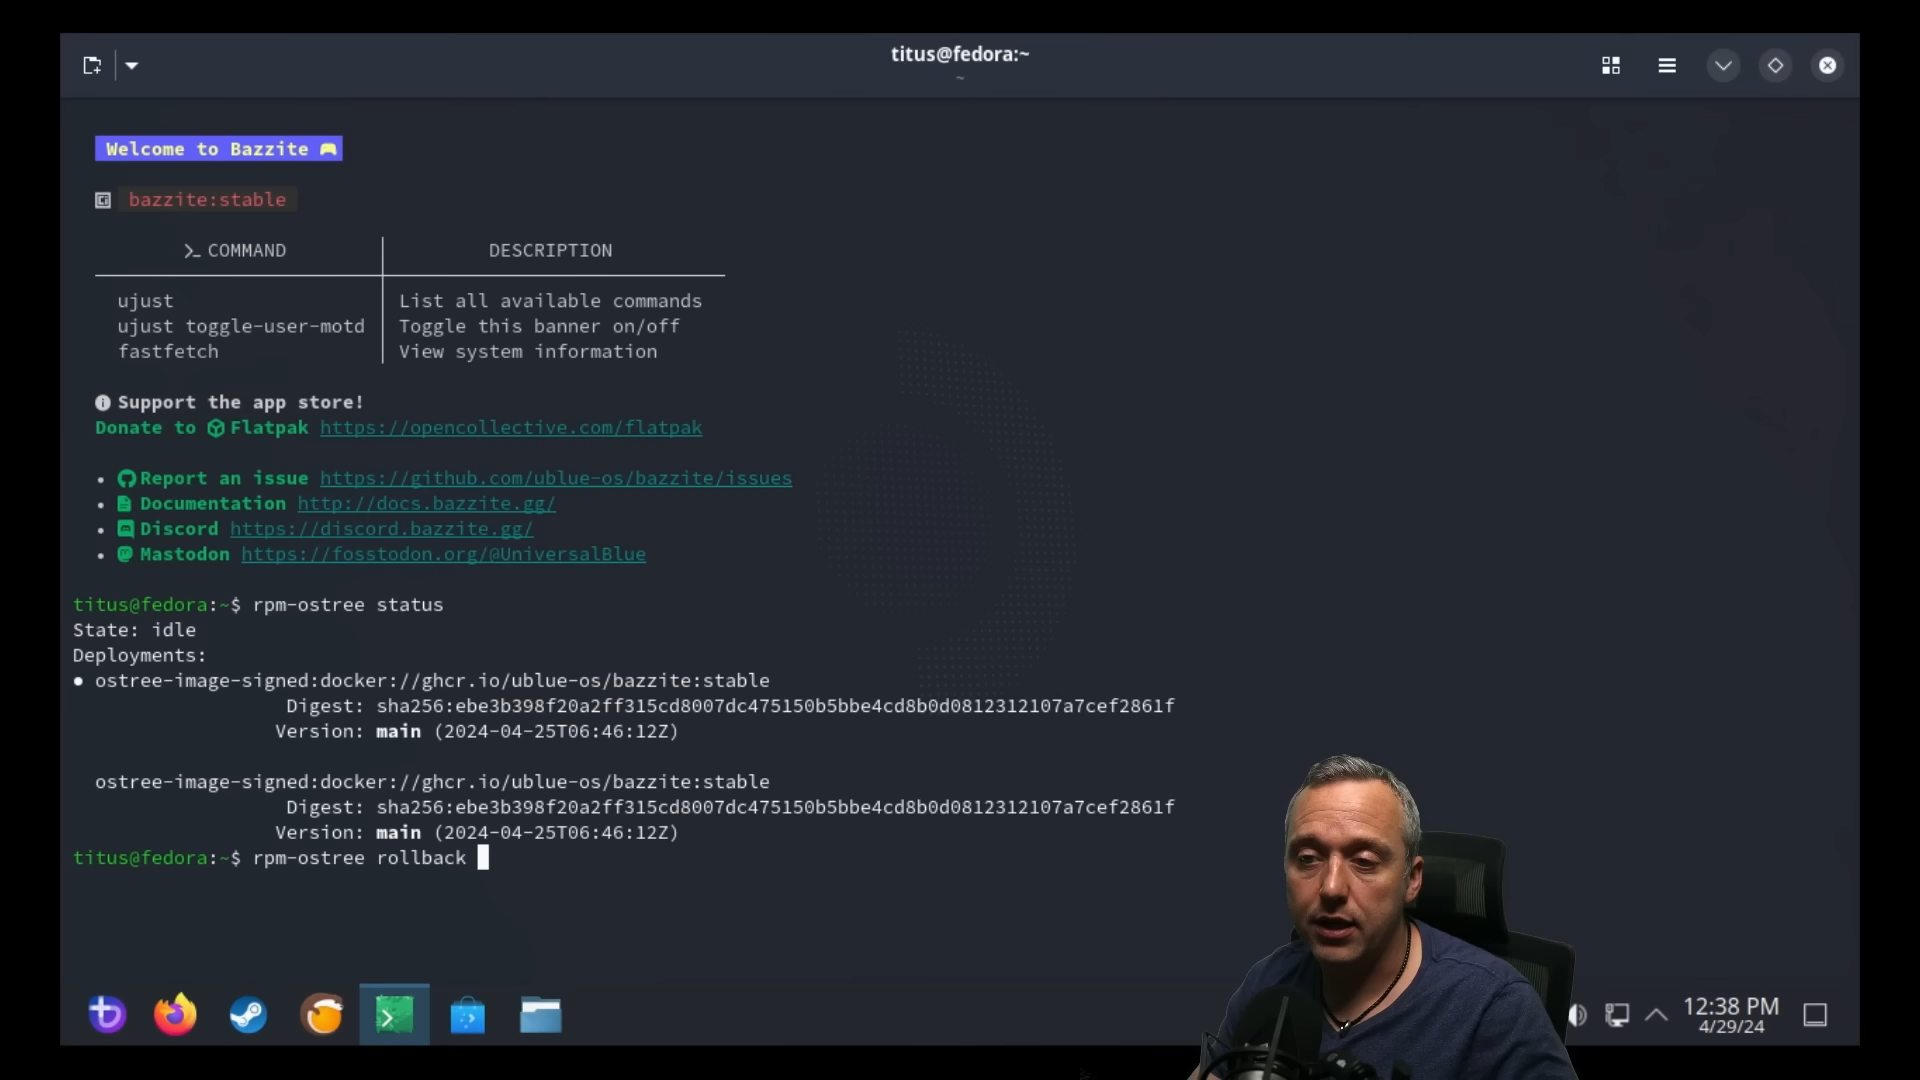 titus@fedora:~
~
Welcome to Bazzite
bazzite:stable
COMMAND DESCRIPTION
ujust List all available commands
ujust toggle-user-motd Toggle this banner on/off
fastfetch View system information
Support the app store!
Donate to Flatpak https://opencollective.com/flatpak
• Report an issue https://github.com/ublue-os/bazzite/issues
• Documentation http://docs.bazzite.gg/
• Discord https://discord.bazzite.gg/
• Mastodon https://fosstodon.org/@UniversalBlue
titus@fedora:~$ rpm-ostree status
State: idle
Deployments:
● ostree-image-signed:docker://ghcr.io/ublue-os/bazzite:stable
Digest: sha256:ebe3b398f20a2ff315cd8007dc475150b5bbe4cd8b0d0812312107a7cef2861f
Version: main (2024-04-25T06:46:12Z)
ostree-image-signed:docker://ghcr.io/ublue-os/bazzite:stable
Digest: sha256:ebe3b398f20a2ff315cd8007dc475150b5bbe4cd8b0d0812312107a7cef2861f
Version: main (2024-04-25T06:46:12Z)
titus@fedora:~$ rpm-ostree rollback
12:38 PM
4/29/24